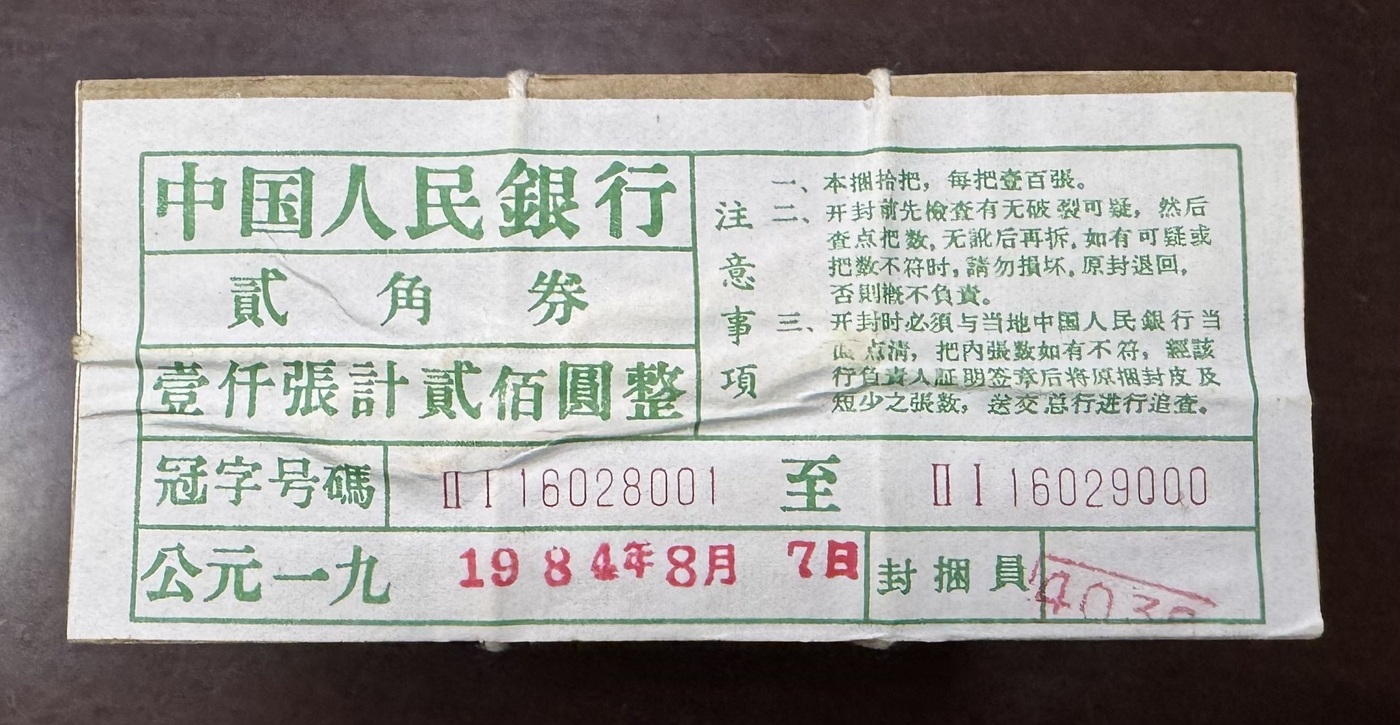 中国人民銀行
貳角券
壹仟張計貳佰圓整
注意事項
一、本捆拾把，每把壹百張。
二、开封前先檢查有无破裂可疑，然后
查点把数，无訛后再拆，如有可疑或
把数不符时，請勿損坏，原封退回，
否則概不負責。
三、开封时必須与当地中国人民銀行当
面点清，把內張数如有不符，經該
行負責人証明签章后将原捆封皮及
短少之張数，送交总行进行追査。
冠字号碼 II I 16028001 至 II I 16029000
公元一九 1984年8月 7日 封捆員